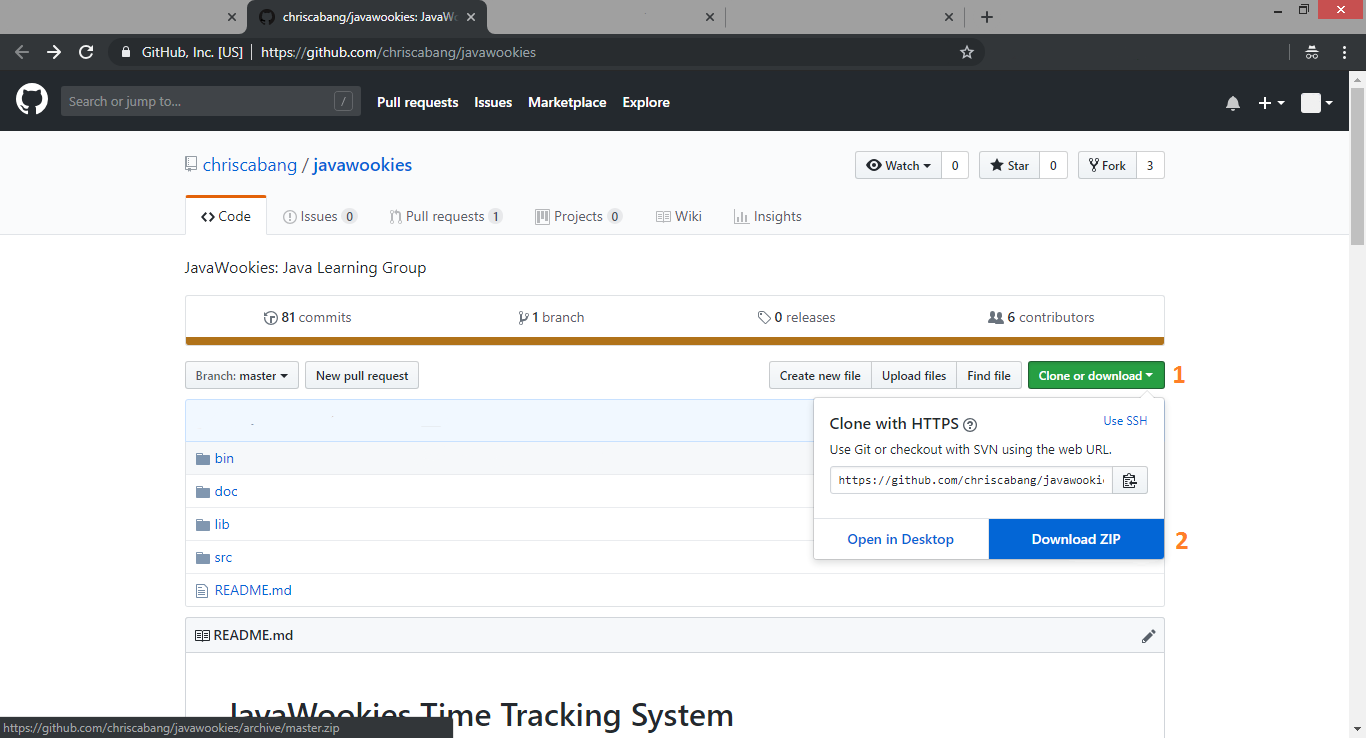 chriscabang/javawookies: JavaWo
GitHub, Inc. [US] | https://github.com/chriscabang/javawookies
Search or jump to... /
Pull requests Issues Marketplace Explore
chriscabang / javawookies
Watch 0 Star 0 Fork 3
Code Issues 0 Pull requests 1 Projects 0 Wiki Insights
JavaWookies: Java Learning Group
81 commits 1 branch 0 releases 6 contributors
Branch: master New pull request Create new file Upload files Find file Clone or download 1
Clone with HTTPS ? Use SSH
Use Git or checkout with SVN using the web URL.
https://github.com/chriscabang/javawookie
Open in Desktop Download ZIP 2
bin
doc
lib
src
README.md
README.md
JavaWookies Time Tracking System
https://github.com/chriscabang/javawookies/archive/master.zip